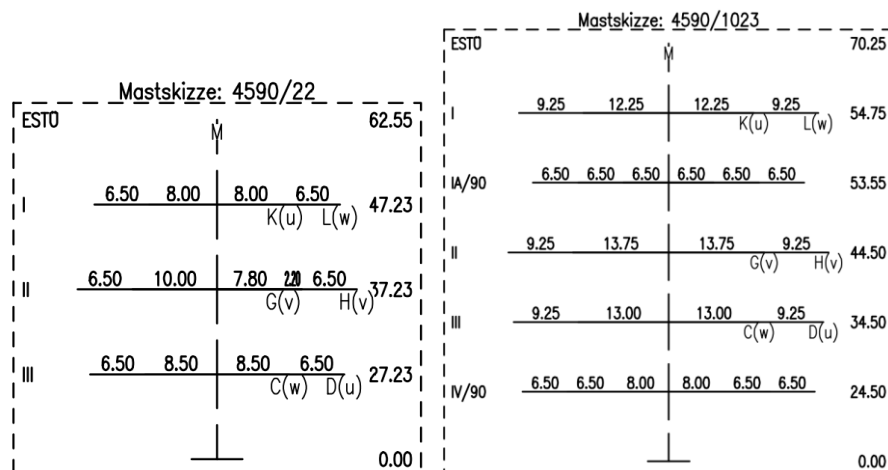 Mastskizze: 4590/22
ESTÜ 62.55
M
6.50 8.00 8.00 6.50
I 47.23
K(u) L(w)
6.50 10.00 7.80 2.20 6.50
II 37.23
G(v) H(v)
6.50 8.50 8.50 6.50
III 27.23
C(w) D(u)
0.00
Mastskizze: 4590/1023
ESTÜ 70.25
M
9.25 12.25 12.25 9.25
I 54.75
K(u) L(w)
6.50 6.50 6.50 6.50 6.50 6.50
IA/90 53.55
9.25 13.75 13.75 9.25
II 44.50
G(v) H(v)
9.25 13.00 13.00 9.25
III 34.50
C(w) D(u)
6.50 6.50 8.00 8.00 6.50 6.50
IV/90 24.50
0.00